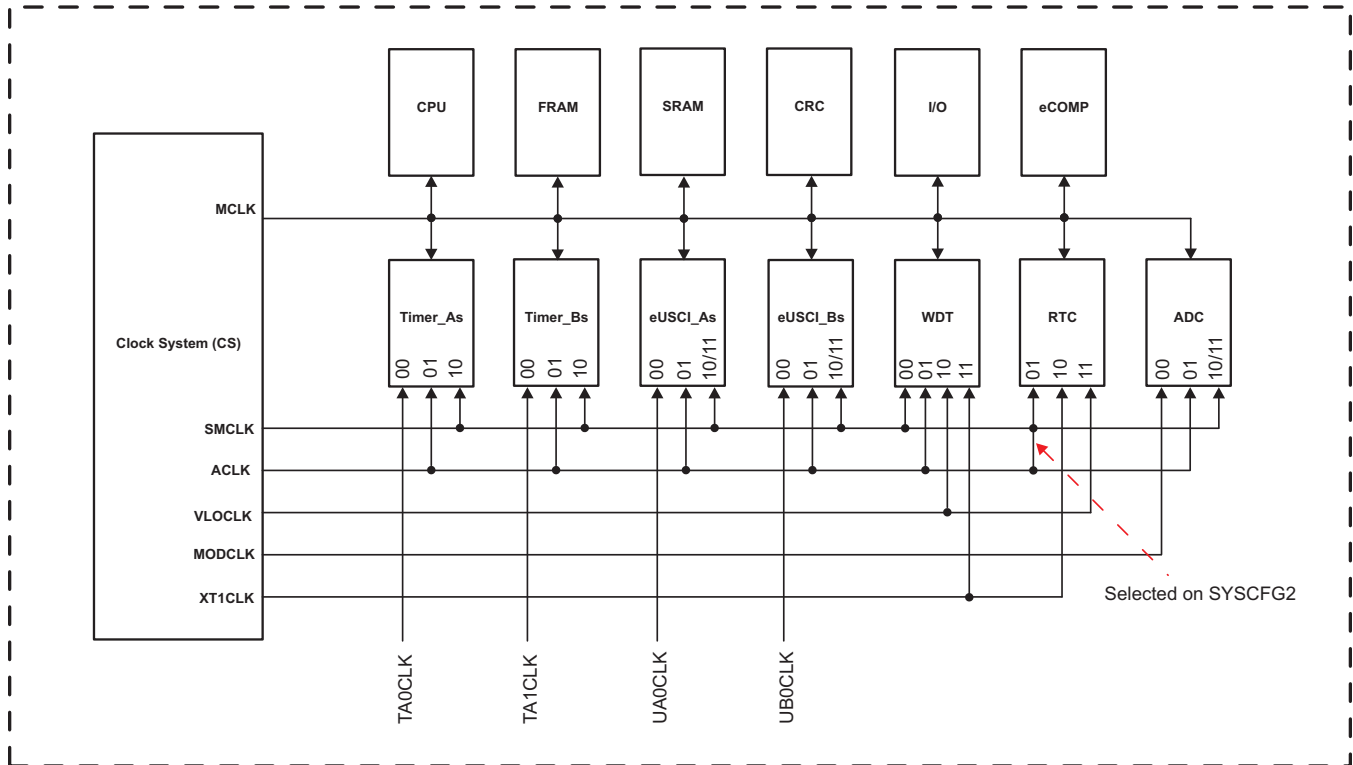 CPU
FRAM
SRAM
CRC
I/O
eCOMP
MCLK
Clock System (CS)
Timer_As
00
01
10
Timer_Bs
00
01
10
eUSCI_As
00
01
10/11
eUSCI_Bs
00
01
10/11
WDT
00
01
10
11
RTC
01
10
11
ADC
00
01
10/11
SMCLK
ACLK
VLOCLK
MODCLK
XT1CLK
Selected on SYSCFG2
TA0CLK
TA1CLK
UA0CLK
UB0CLK